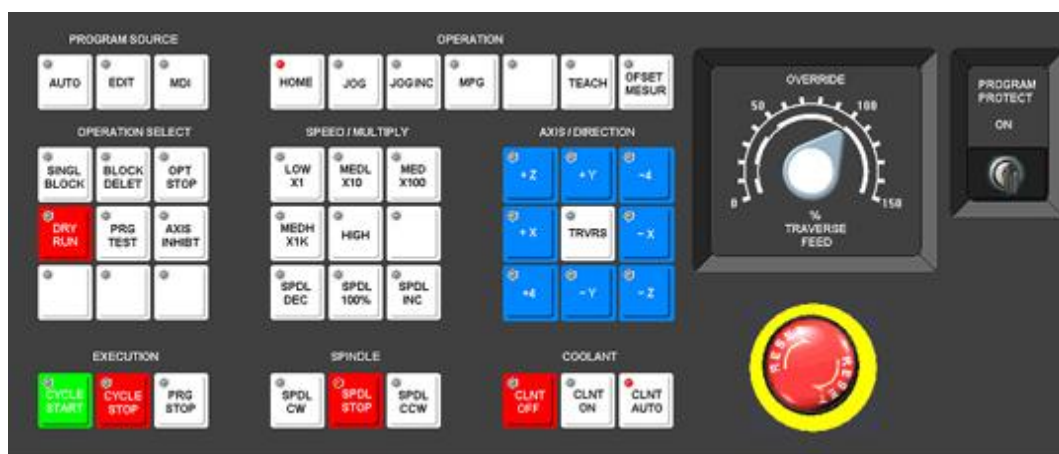 PROGRAM SOURCE
AUTO
EDIT
MDI
OPERATION
HOME
JOG
JOGINC
MPG
TEACH
OFSET
MESUR
OPERATION SELECT
SINGL
BLOCK
BLOCK
DELET
OPT
STOP
DRY
RUN
PRG
TEST
AXIS
INHIBT
SPEED / MULTIPLY
LOW
X1
MEDL
X10
MED
X100
MEDH
X1K
HIGH
SPDL
DEC
SPDL
100%
SPDL
INC
AXIS / DIRECTION
+Z
+Y
-4
+X
TRVRS
-X
+4
-Y
-Z
OVERRIDE
0
50
100
150
%
TRAVERSE
FEED
PROGRAM
PROTECT
ON
EXECUTION
CYCLE
START
CYCLE
STOP
PRG
STOP
SPINDLE
SPDL
CW
SPDL
STOP
SPDL
CCW
COOLANT
CLNT
OFF
CLNT
ON
CLNT
AUTO
RESET
RESET